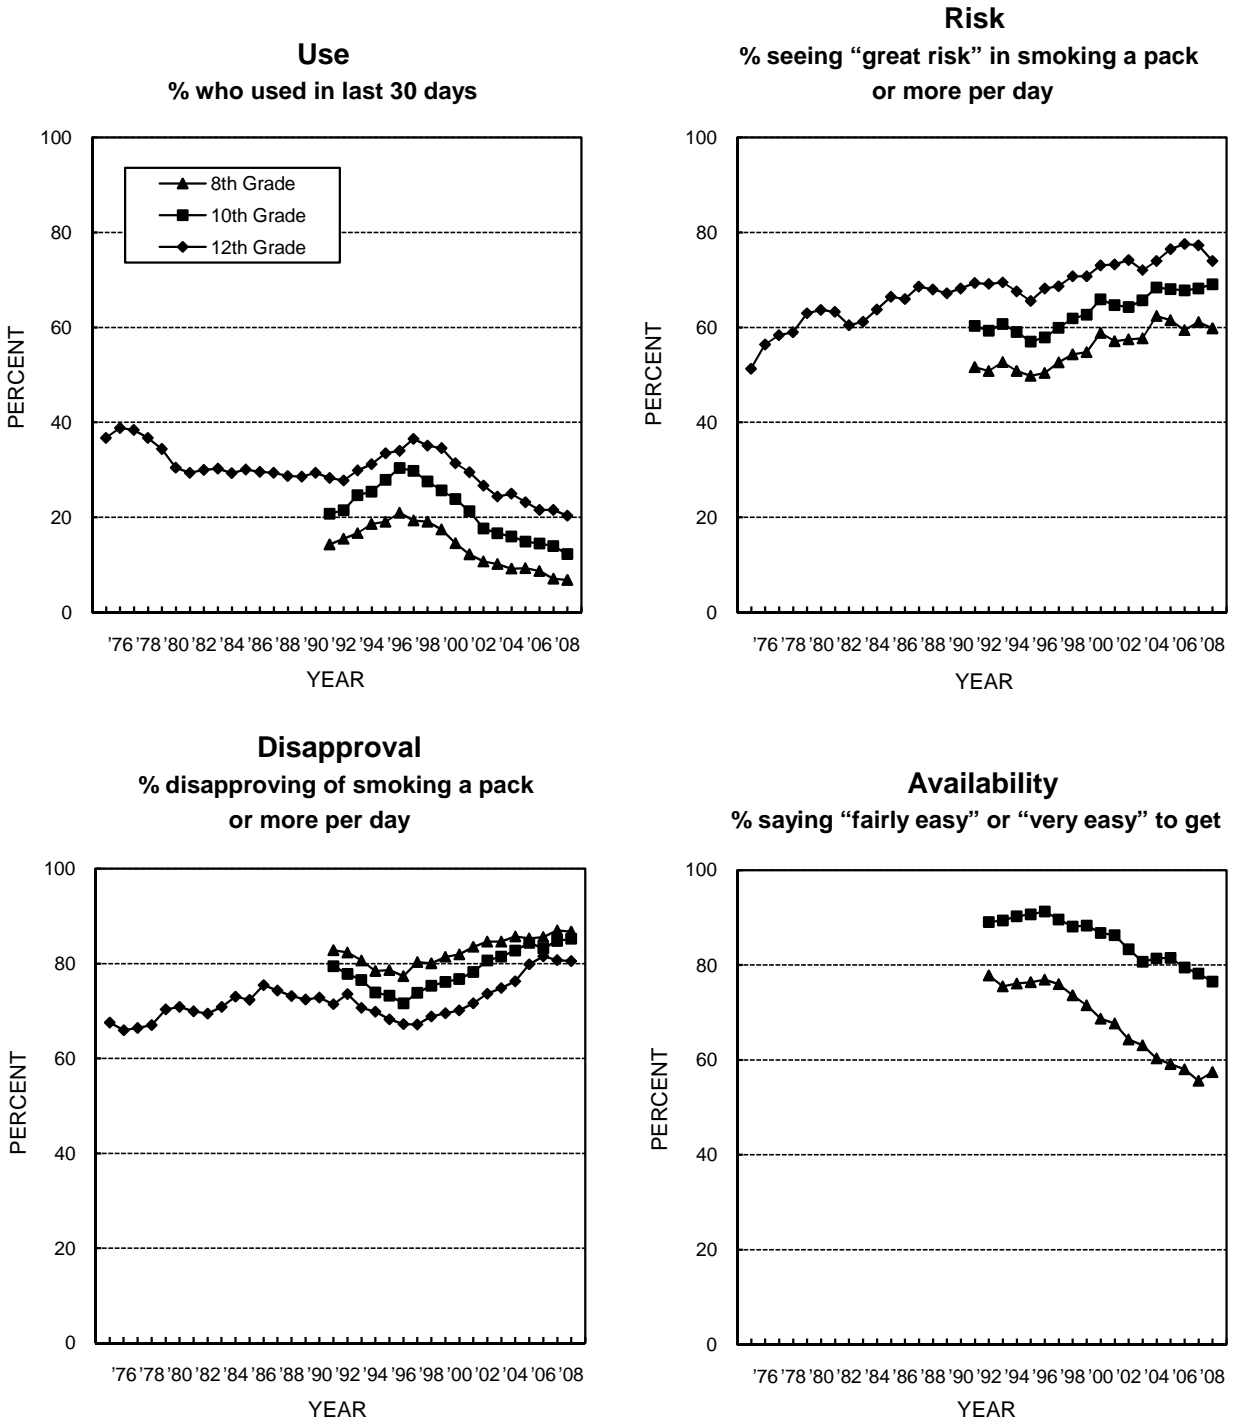 Use
% who used in last 30 days
100
80
60
40
20
0
PERCENT
8th Grade
10th Grade
12th Grade
’76 ’78 ’80 ’82 ’84 ’86 ’88 ’90 ’92 ’94 ’96 ’98 ’00 ’02 ’04 ’06 ’08
YEAR
Risk
% seeing “great risk” in smoking a pack
or more per day
100
80
60
40
20
0
PERCENT
’76 ’78 ’80 ’82 ’84 ’86 ’88 ’90 ’92 ’94 ’96 ’98 ’00 ’02 ’04 ’06 ’08
YEAR
Disapproval
% disapproving of smoking a pack
or more per day
100
80
60
40
20
0
PERCENT
’76 ’78 ’80 ’82 ’84 ’86 ’88 ’90 ’92 ’94 ’96 ’98 ’00 ’02 ’04 ’06 ’08
YEAR
Availability
% saying “fairly easy” or “very easy” to get
100
80
60
40
20
0
PERCENT
’76 ’78 ’80 ’82 ’84 ’86 ’88 ’90 ’92 ’94 ’96 ’98 ’00 ’02 ’04 ’06 ’08
YEAR